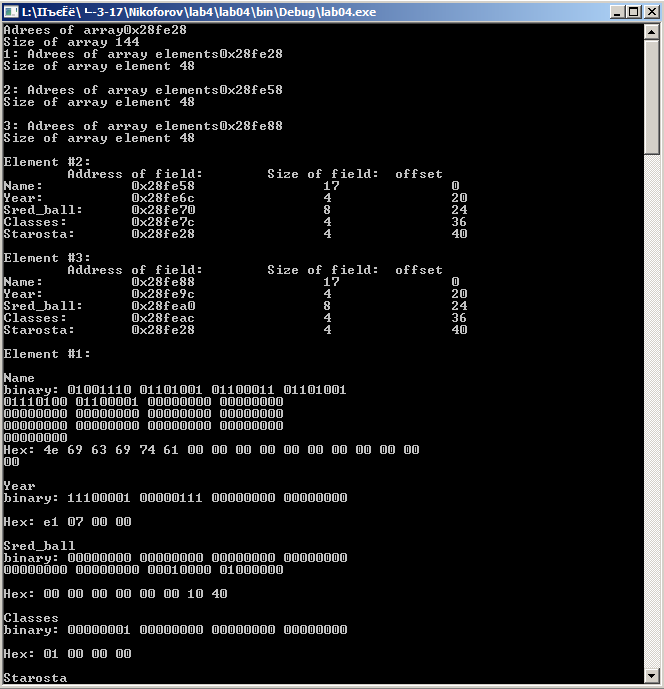 L:\ІІъєЁёі\ ╙-3-17\Nikoforov\lab4\lab04\bin\Debug\lab04.exe
Adrees of array0x28fe28
Size of array 144
1: Adrees of array elements0x28fe28
Size of array element 48
2: Adrees of array elements0x28fe58
Size of array element 48
3: Adrees of array elements0x28fe88
Size of array element 48
Element #2:
Address of field: Size of field: offset
Name: 0x28fe58 17 0
Year: 0x28fe6c 4 20
Sred_ball: 0x28fe70 8 24
Classes: 0x28fe7c 4 36
Starosta: 0x28fe28 4 40
Element #3:
Address of field: Size of field: offset
Name: 0x28fe88 17 0
Year: 0x28fe9c 4 20
Sred_ball: 0x28fea0 8 24
Classes: 0x28feac 4 36
Starosta: 0x28fe28 4 40
Element #1:
Name
binary: 01001110 01101001 01100011 01101001
01110100 01100001 00000000 00000000
00000000 00000000 00000000 00000000
00000000 00000000 00000000 00000000
00000000
Hex: 4e 69 63 69 74 61 00 00 00 00 00 00 00 00 00 00
00
Year
binary: 11100001 00000111 00000000 00000000
Hex: e1 07 00 00
Sred_ball
binary: 00000000 00000000 00000000 00000000
00000000 00000000 00010000 01000000
Hex: 00 00 00 00 00 00 10 40
Classes
binary: 00000001 00000000 00000000 00000000
Hex: 01 00 00 00
Starosta